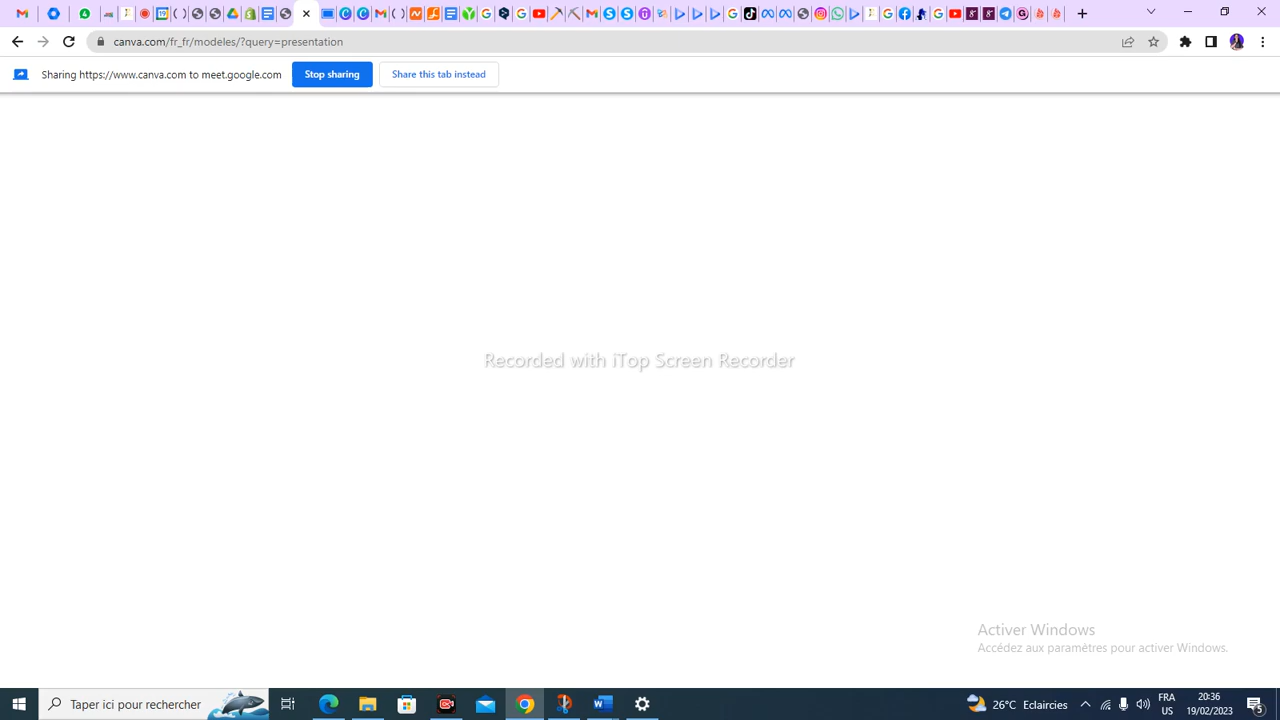 canva.com/fr_fr/modeles/?query=presentation
Sharing https://www.canva.com to meet.google.com
Stop sharing
Share this tab instead
Recorded with iTop Screen Recorder
Activer Windows
Accédez aux paramètres pour activer Windows.
Taper ici pour rechercher
26°C Eclaircies
FRA
US
20:36
19/02/2023
5